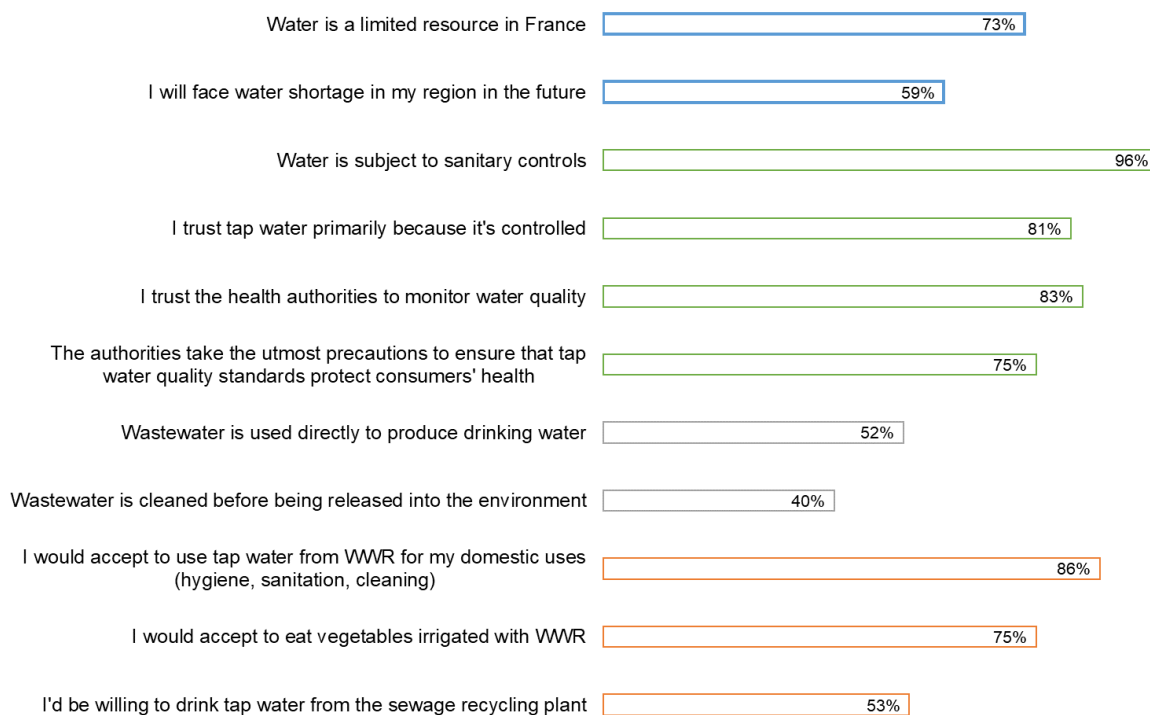 Water is a limited resource in France
73%
I will face water shortage in my region in the future
59%
Water is subject to sanitary controls
96%
I trust tap water primarily because it's controlled
81%
I trust the health authorities to monitor water quality
83%
The authorities take the utmost precautions to ensure that tap
water quality standards protect consumers' health
75%
Wastewater is used directly to produce drinking water
52%
Wastewater is cleaned before being released into the environment
40%
I would accept to use tap water from WWR for my domestic uses
(hygiene, sanitation, cleaning)
86%
I would accept to eat vegetables irrigated with WWR
75%
I'd be willing to drink tap water from the sewage recycling plant
53%